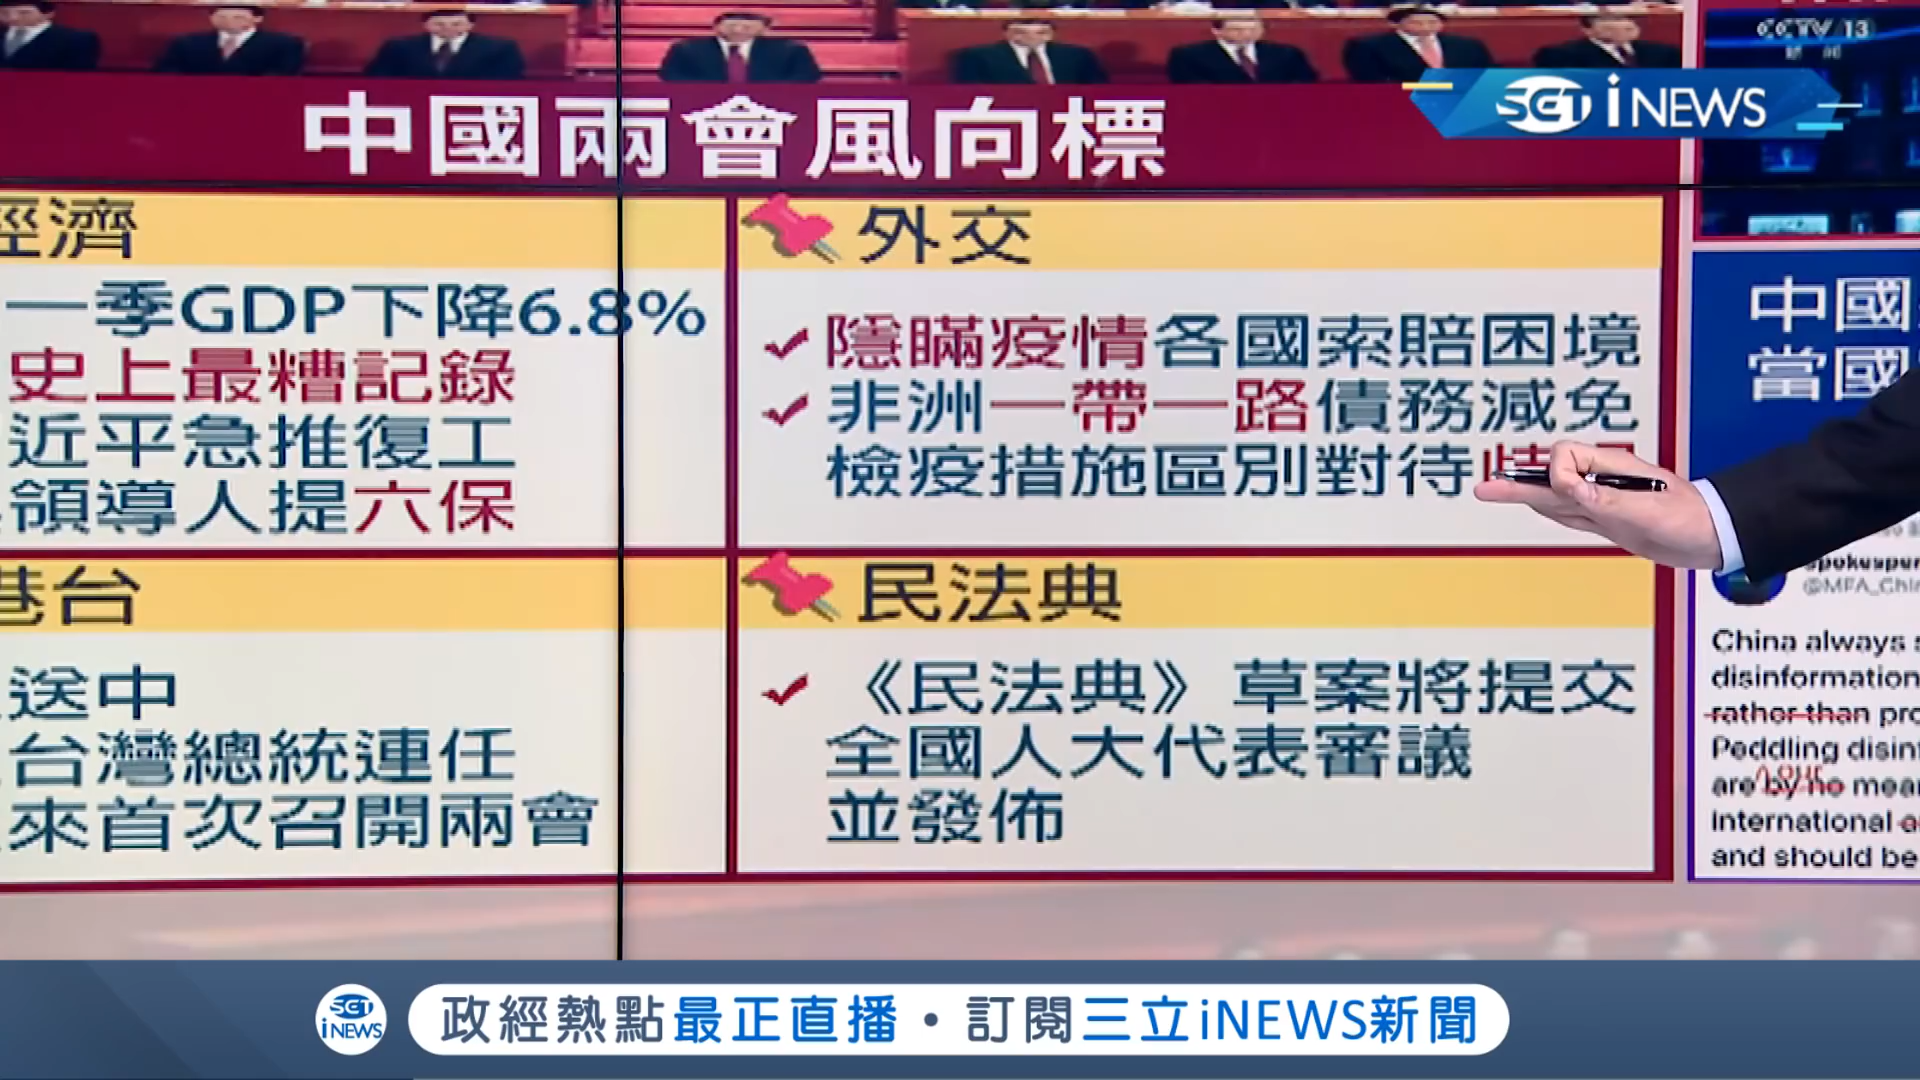 CCTV 13
新 聞
SET iNEWS
中國兩會風向標
經濟
一季GDP下降6.8%
史上最糟記錄
近平急推復工
領導人提六保
外交
隱瞞疫情各國索賠困境
非洲一帶一路債務減免
檢疫措施區別對待
港台
送中
台灣總統連任
來首次召開兩會
民法典
《民法典》草案將提交
全國人大代表審議
並發佈
中國
當國
@MFA_Chin
China always
disinformation
rather than
Peddling
are by no
our
international
and should be
SET iNEWS
政經熱點最正直播・訂閱三立iNEWS新聞